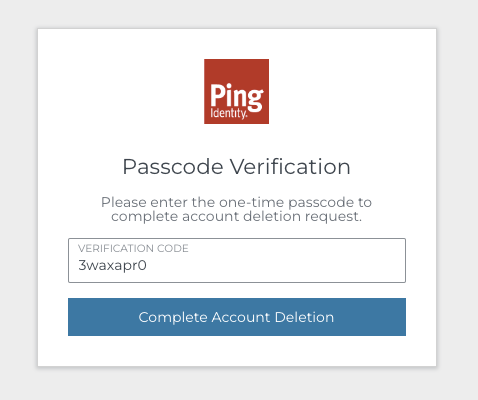 Ping
Identity.
Passcode Verification
Please enter the one-time passcode to
complete account deletion request.
VERIFICATION CODE
3waxapr0
Complete Account Deletion